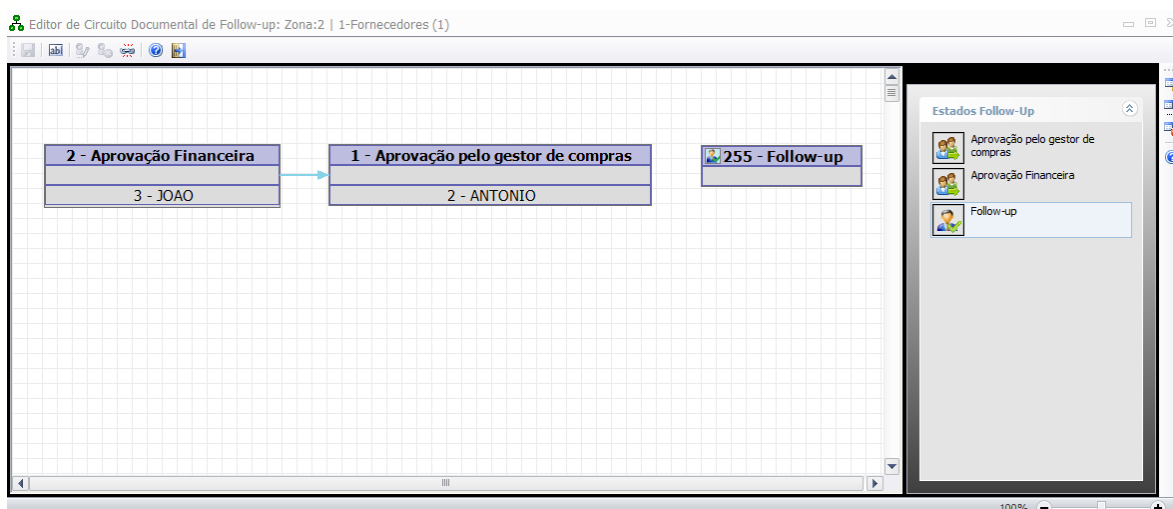 Editor de Circuito Documental de Follow-up: Zona:2 | 1-Fornecedores (1)
abl
2 - Aprovação Financeira
3 - JOAO
1 - Aprovação pelo gestor de compras
2 - ANTONIO
255 - Follow-up
Estados Follow-Up
Aprovação pelo gestor de
compras
Aprovação Financeira
Follow-up
100%